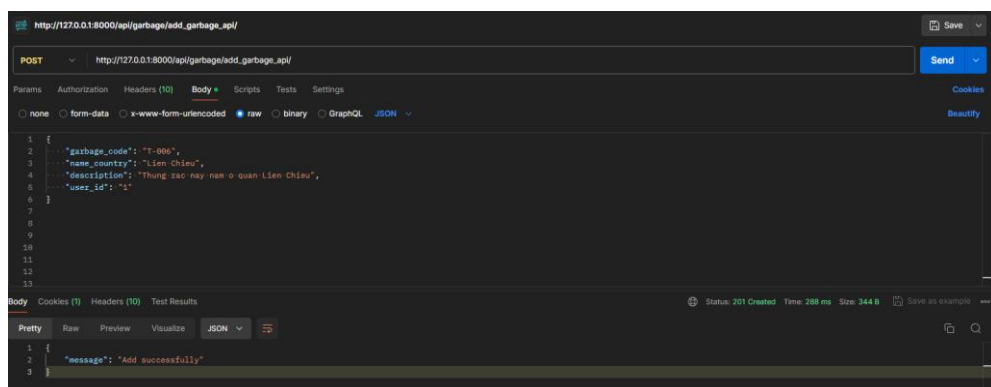 http://127.0.0.1:8000/api/garbage/add_garbage_api/
Save
POST http://127.0.0.1:8000/api/garbage/add_garbage_api/ Send
Params Authorization Headers (10) Body Scripts Tests Settings Cookies
none form-data x-www-form-urlencoded raw binary GraphQL JSON Beautify
1 {
2 "garbage_code": "T-006",
3 "name_country": "Lien Chieu",
4 "description": "Thung rac nay nam o quan Lien Chieu",
5 "user_id": "1"
6 }
7
8
9
10
11
12
13
Body Cookies (1) Headers (10) Test Results Status: 201 Created Time: 288 ms Size: 344 B Save as example
Pretty Raw Preview Visualize JSON
1 {
2 "message": "Add successfully"
3 }